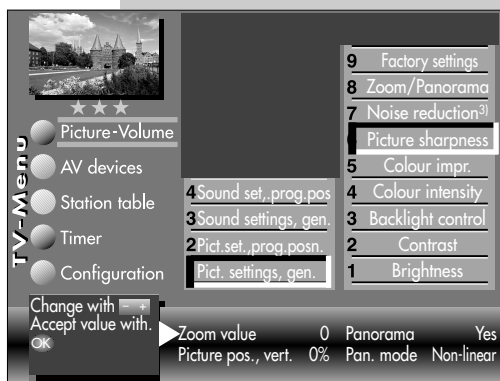 TV-Menu
Picture-Volume
AV devices
Station table
Timer
Configuration
4 Sound set,.prog.pos
3 Sound settings, gen.
2 Pict.set.,prog.posn.
Pict. settings, gen.
9 Factory settings
8 Zoom/Panorama
7 Noise reduction3)
Picture sharpness
5 Colour impr.
4 Colour intensity
3 Backlight control
2 Contrast
1 Brightness
Change with - +
Accept value with.
OK
Zoom value 0 Panorama Yes
Picture pos., vert. 0% Pan. mode Non-linear